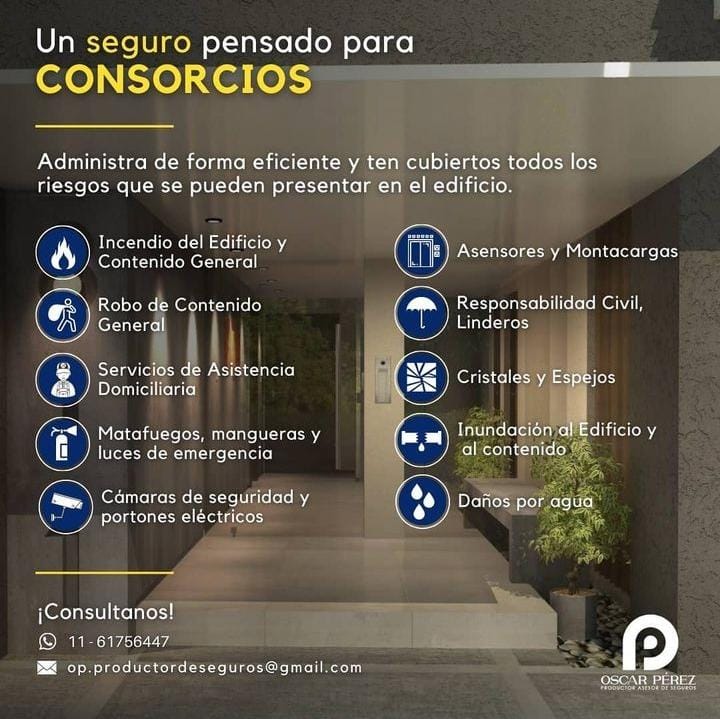 Un seguro pensado para
CONSORCIOS
Administra de forma eficiente y ten cubiertos todos los
riesgos que se pueden presentar en el edificio.
Incendio del Edificio y
Contenido General
Robo de Contenido
General
Servicios de Asistencia
Domiciliaria
Matafuegos, mangueras y
luces de emergencia
Cámaras de seguridad y
portones eléctricos
Asensores y Montacargas
Responsabilidad Civil,
Linderos
Cristales y Espejos
Inundación al Edificio y
al contenido
Daños por agua
¡Consultanos!
11 - 61756447
op.productordeseguros@gmail.com
OSCAR PÉREZ
PRODUCTOR ASESOR DE SEGUROS